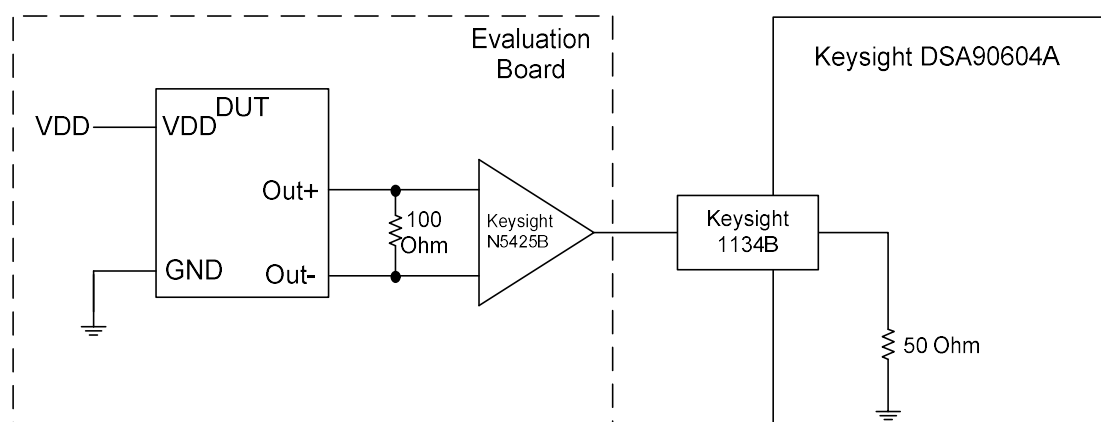 Evaluation
Board
Keysight DSA90604A
DUT
VDD
VDD
Out+
100
Ohm
Keysight
N5425B
Keysight
1134B
GND
Out-
50 Ohm